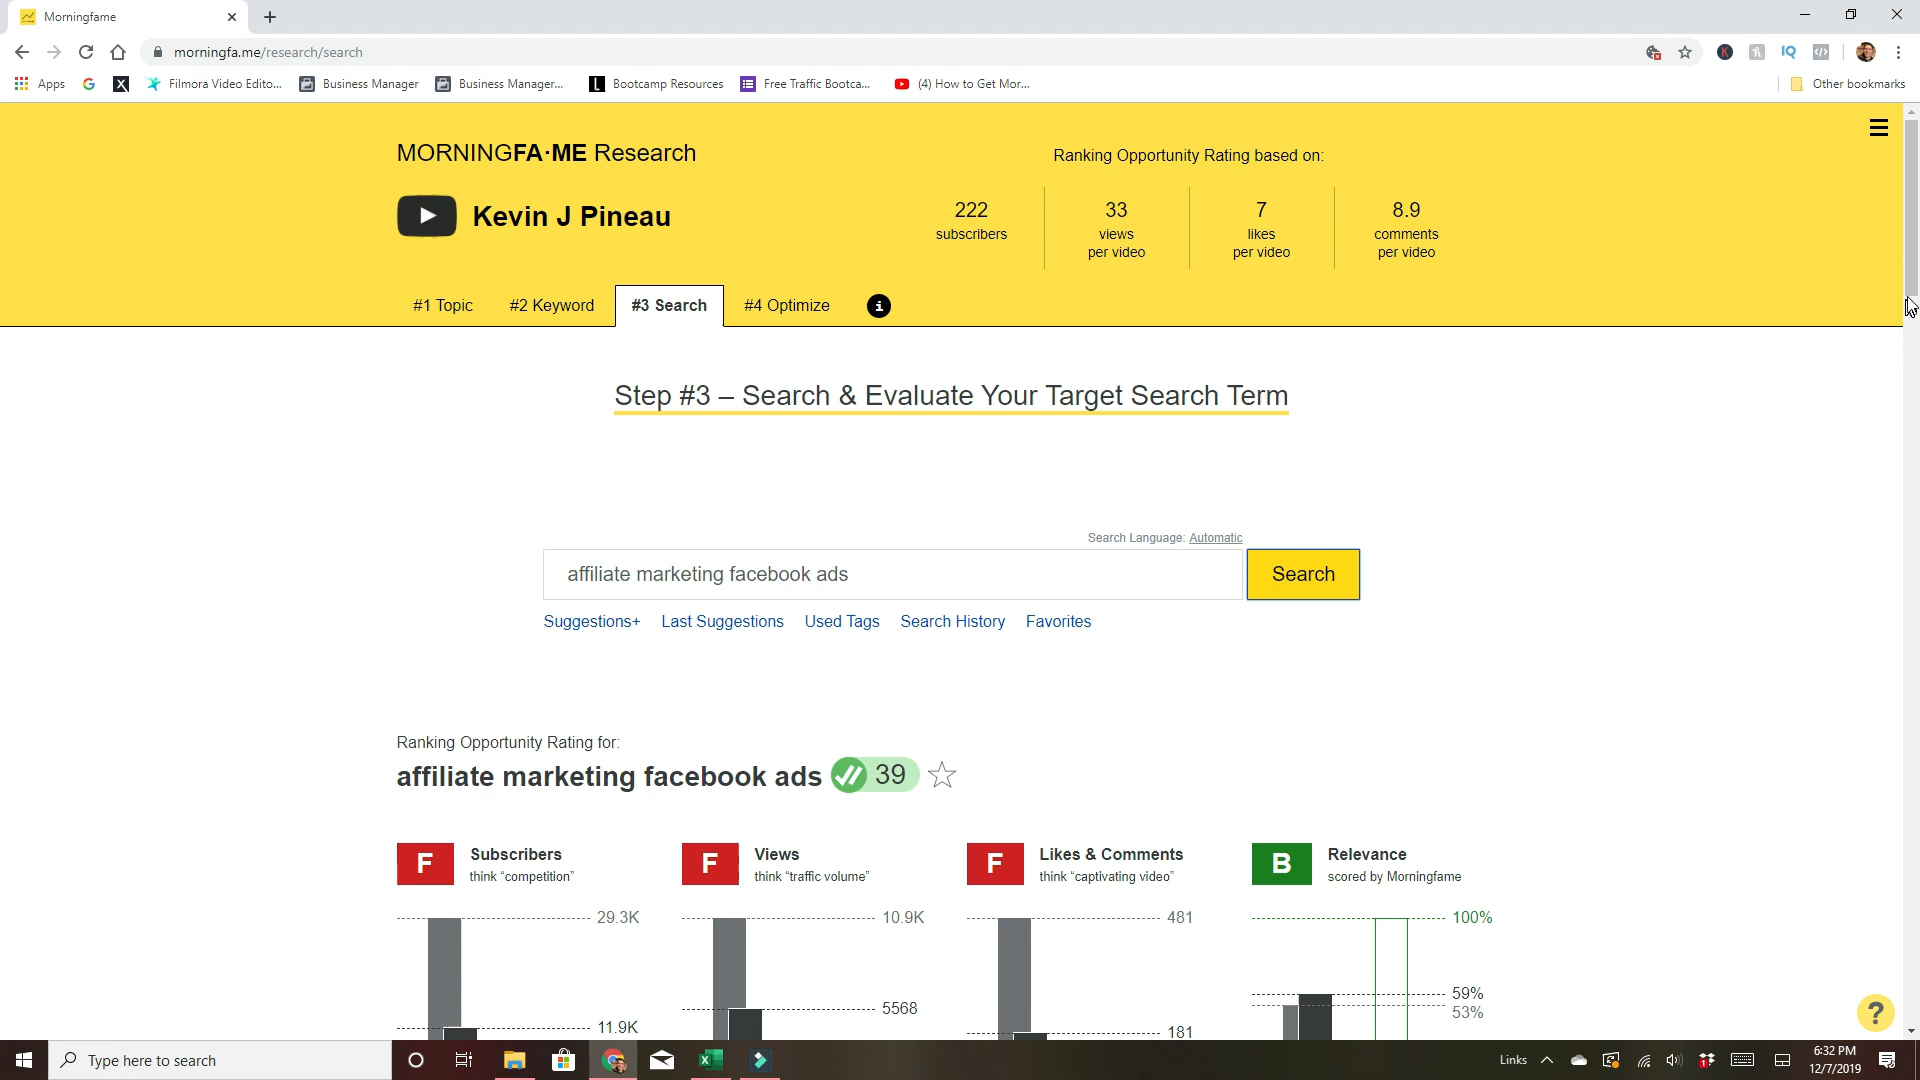 Morningfame
morningfa.me/research/search
Apps
Filmora Video Edito...
Business Manager
Business Manager...
Bootcamp Resources
Free Traffic Bootca...
(4) How to Get Mor...
Other bookmarks
MORNINGFA·ME Research
Ranking Opportunity Rating based on:
Kevin J Pineau
222
subscribers
33
views
per video
7
likes
per video
8.9
comments
per video
#1 Topic
#2 Keyword
#3 Search
#4 Optimize
Step #3 – Search & Evaluate Your Target Search Term
Search Language: Automatic
affiliate marketing facebook ads
Search
Suggestions+
Last Suggestions
Used Tags
Search History
Favorites
Ranking Opportunity Rating for:
affiliate marketing facebook ads
39
F
Subscribers
think "competition"
F
Views
think "traffic volume"
F
Likes & Comments
think "captivating video"
B
Relevance
scored by Morningfame
29.3K
10.9K
481
100%
59%
53%
5568
11.9K
181
?
Type here to search
Links
6:32 PM
12/7/2019